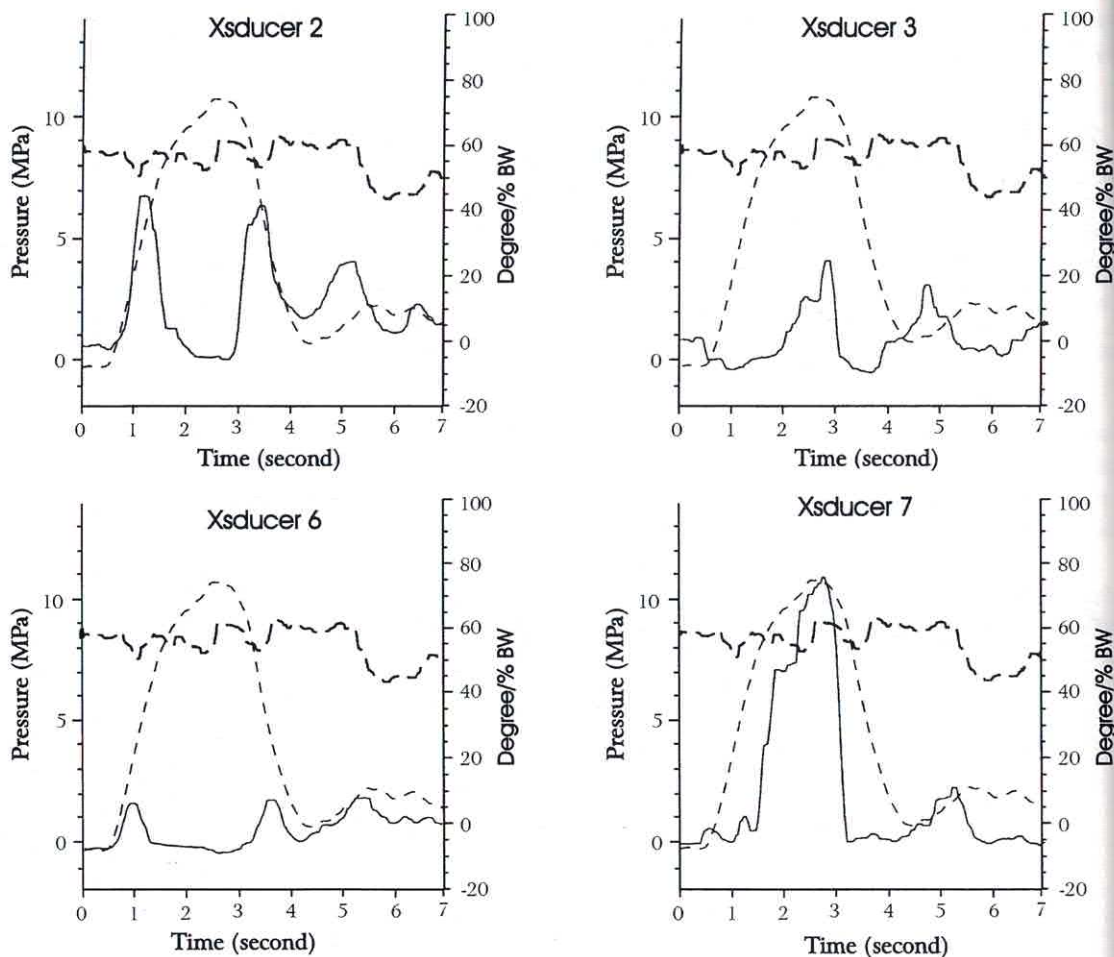 Xsducer 2
Pressure (MPa)
10
5
0
100
80
60
40
20
0
-20
Degree/% BW
0 1 2 3 4 5 6 7
Time (second)
Xsducer 3
Pressure (MPa)
10
5
0
100
80
60
40
20
0
-20
Degree/% BW
0 1 2 3 4 5 6 7
Time (second)
Xsducer 6
Pressure (MPa)
10
5
0
100
80
60
40
20
0
-20
Degree/% BW
0 1 2 3 4 5 6 7
Time (second)
Xsducer 7
Pressure (MPa)
10
5
0
100
80
60
40
20
0
-20
Degree/% BW
0 1 2 3 4 5 6 7
Time (second)